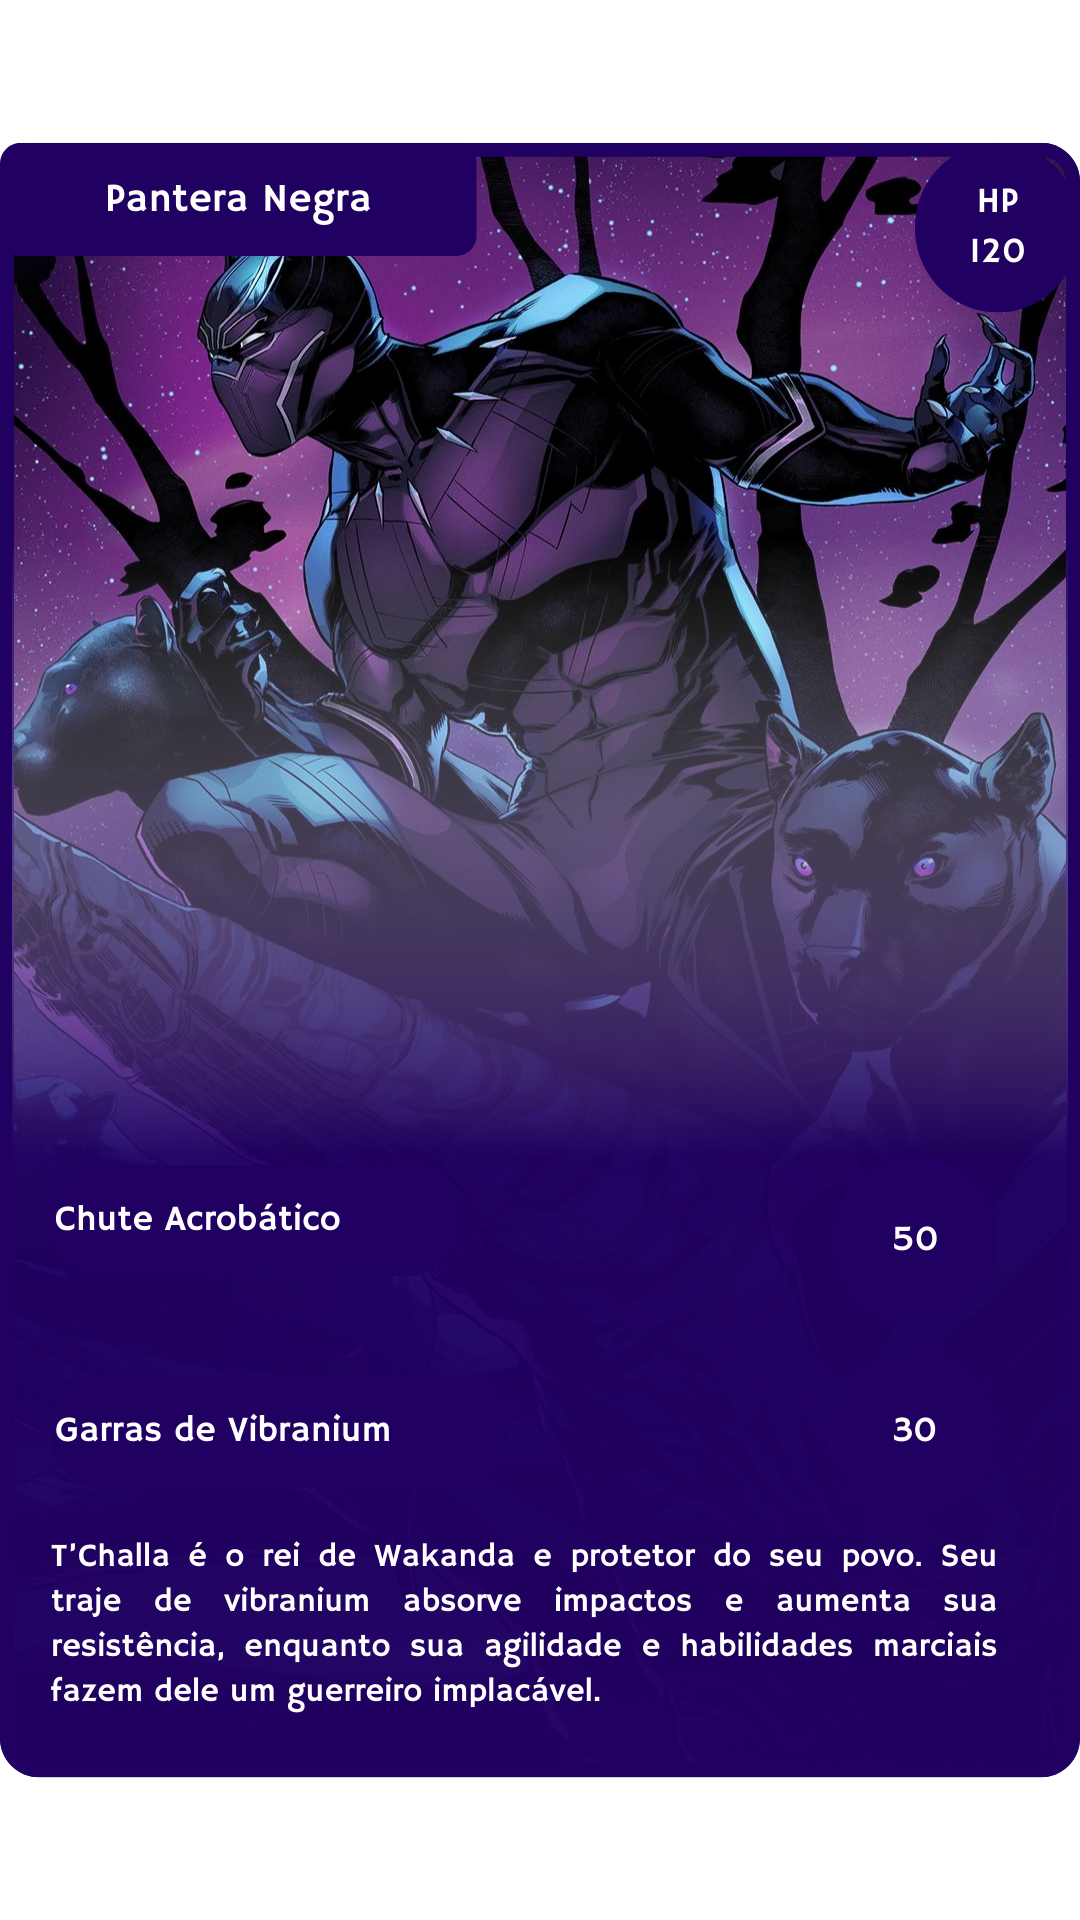 Pantera Negra
HP
120
Chute Acrobático
50
Garras de Vibranium
30
T'Challa é o rei de Wakanda e protetor do seu povo. Seu
traje de vibranium absorve impactos e aumenta sua
resistência, enquanto sua agilidade e habilidades marciais
fazem dele um guerreiro implacável.